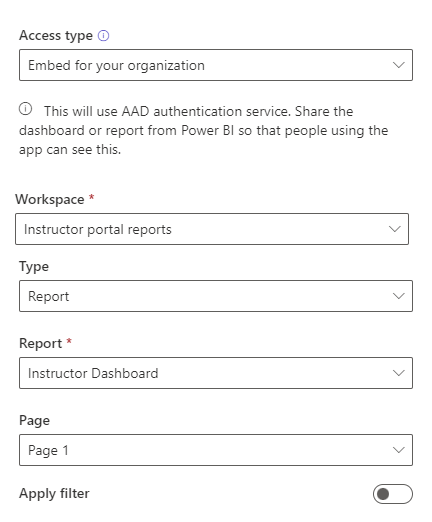 Access type
Embed for your organization
This will use AAD authentication service. Share the
dashboard or report from Power BI so that people using the
app can see this.
Workspace *
Instructor portal reports
Type
Report
Report *
Instructor Dashboard
Page
Page 1
Apply filter